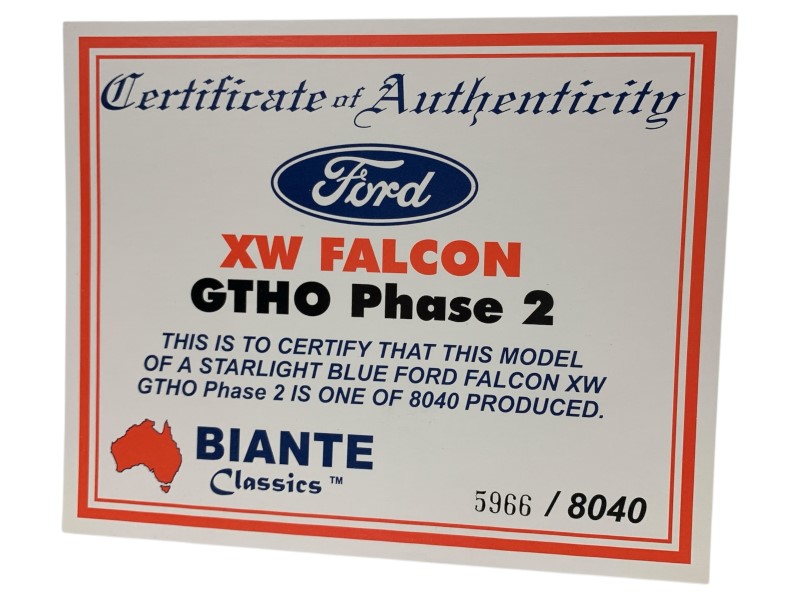 Certificate of Authenticity
Ford
XW FALCON
GTHO Phase 2
THIS IS TO CERTIFY THAT THIS MODEL
OF A STARLIGHT BLUE FORD FALCON XW
GTHO Phase 2 IS ONE OF 8040 PRODUCED.
BIANTE
Classics™
5966 / 8040